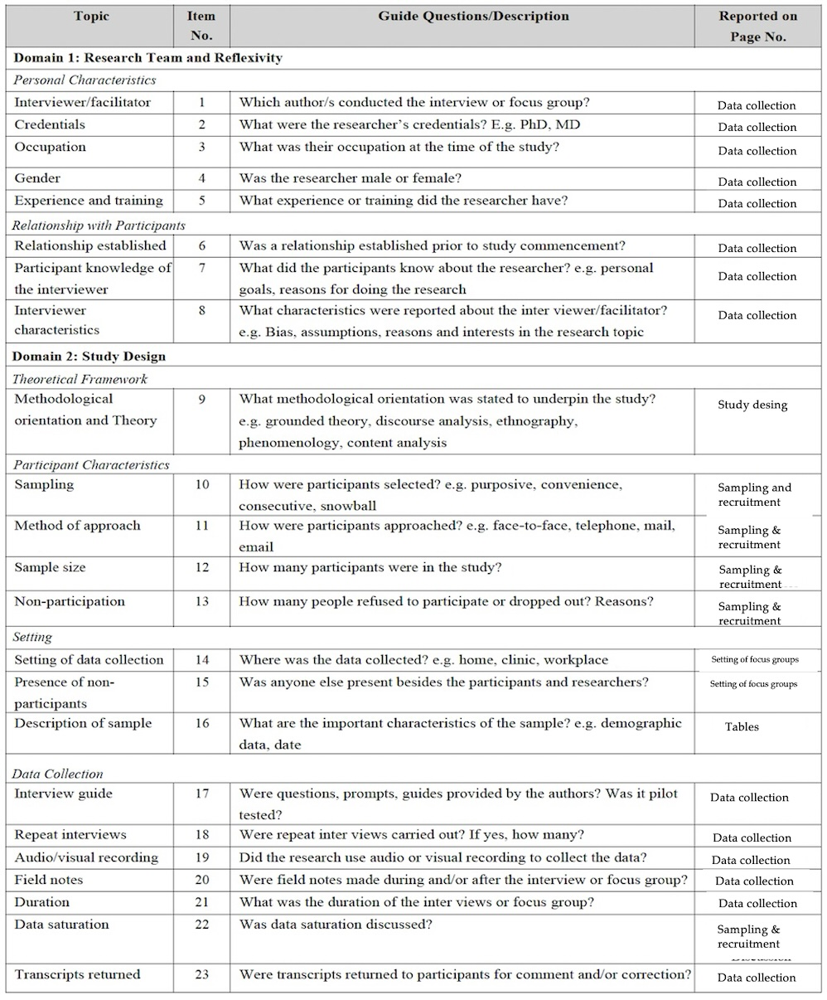 Topic Item No. Guide Questions/Description Reported on Page No.
Domain 1: Research Team and Reflexivity
Personal Characteristics
Interviewer/facilitator 1 Which author/s conducted the interview or focus group? Data collection
Credentials 2 What were the researcher's credentials? E.g. PhD, MD Data collection
Occupation 3 What was their occupation at the time of the study? Data collection
Gender 4 Was the researcher male or female? Data collection
Experience and training 5 What experience or training did the researcher have? Data collection
Relationship with Participants
Relationship established 6 Was a relationship established prior to study commencement? Data collection
Participant knowledge of 7 What did the participants know about the researcher? e.g. personal Data collection
the interviewer goals, reasons for doing the research
Interviewer 8 What characteristics were reported about the inter viewer/facilitator? Data collection
characteristics e.g. Bias, assumptions, reasons and interests in the research topic
Domain 2: Study Design
Theoretical Framework
Methodological 9 What methodological orientation was stated to underpin the study? Study desing
orientation and Theory e.g. grounded theory, discourse analysis, ethnography,
phenomenology, content analysis
Participant Characteristics
Sampling 10 How were participants selected? e.g. purposive, convenience, Sampling and
consecutive, snowball recruitment
Method of approach 11 How were participants approached? e.g. face-to-face, telephone, mail, Sampling &
email recruitment
Sample size 12 How many participants were in the study? Sampling &
recruitment
Non-participation 13 How many people refused to participate or dropped out? Reasons? Sampling &
recruitment
Setting
Setting of data collection 14 Where was the data collected? e.g. home, clinic, workplace Setting of focus groups
Presence of non- 15 Was anyone else present besides the participants and researchers? Setting of focus groups
participants
Description of sample 16 What are the important characteristics of the sample? e.g. demographic Tables
data, date
Data Collection
Interview guide 17 Were questions, prompts, guides provided by the authors? Was it pilot Data collection
tested?
Repeat interviews 18 Were repeat inter views carried out? If yes, how many? Data collection
Audio/visual recording 19 Did the research use audio or visual recording to collect the data? Data collection
Field notes 20 Were field notes made during and/or after the interview or focus group? Data collection
Duration 21 What was the duration of the inter views or focus group? Data collection
Data saturation 22 Was data saturation discussed? Sampling &
recruitment
Transcripts returned 23 Were transcripts returned to participants for comment and/or correction? Data collection